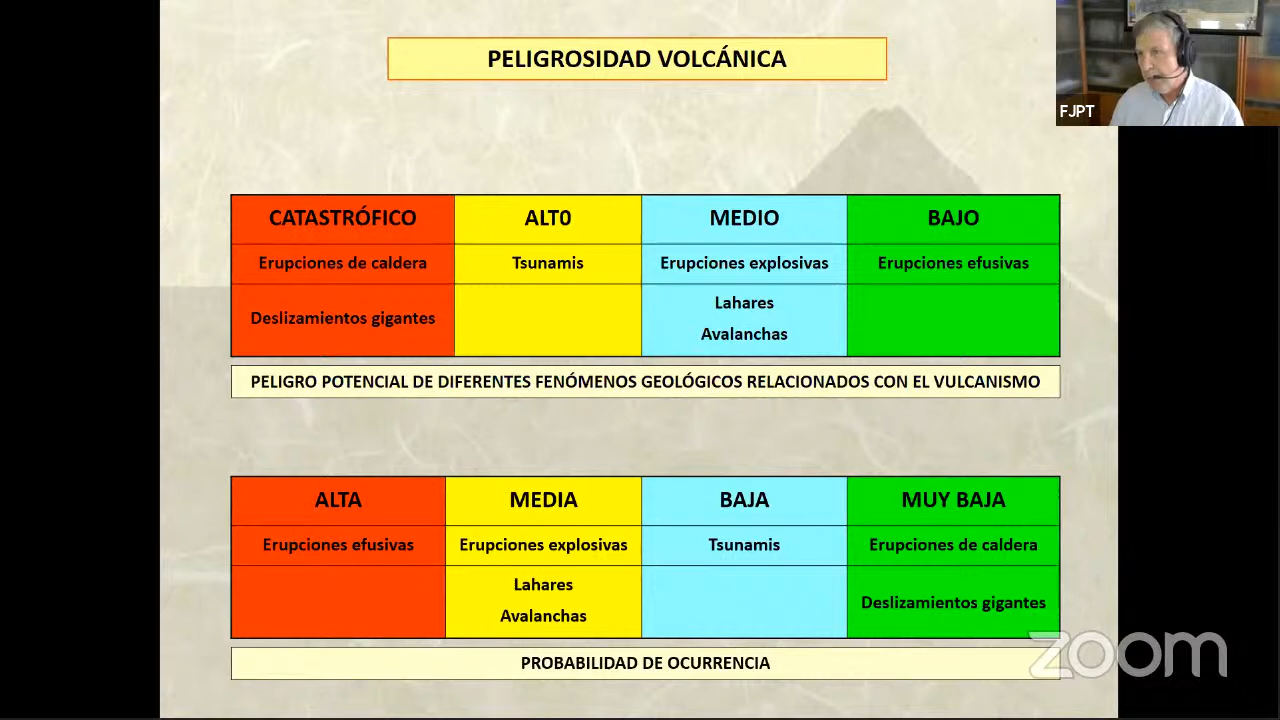 PELIGROSIDAD VOLCÁNICA
FJPT
CATASTRÓFICO
ALT0
MEDIO
BAJO
Erupciones de caldera
Tsunamis
Erupciones explosivas
Erupciones efusivas
Deslizamientos gigantes
Lahares
Avalanchas
PELIGRO POTENCIAL DE DIFERENTES FENÓMENOS GEOLÓGICOS RELACIONADOS CON EL VULCANISMO
ALTA
MEDIA
BAJA
MUY BAJA
Erupciones efusivas
Erupciones explosivas
Tsunamis
Erupciones de caldera
Lahares
Avalanchas
Deslizamientos gigantes
PROBABILIDAD DE OCURRENCIA
zoom